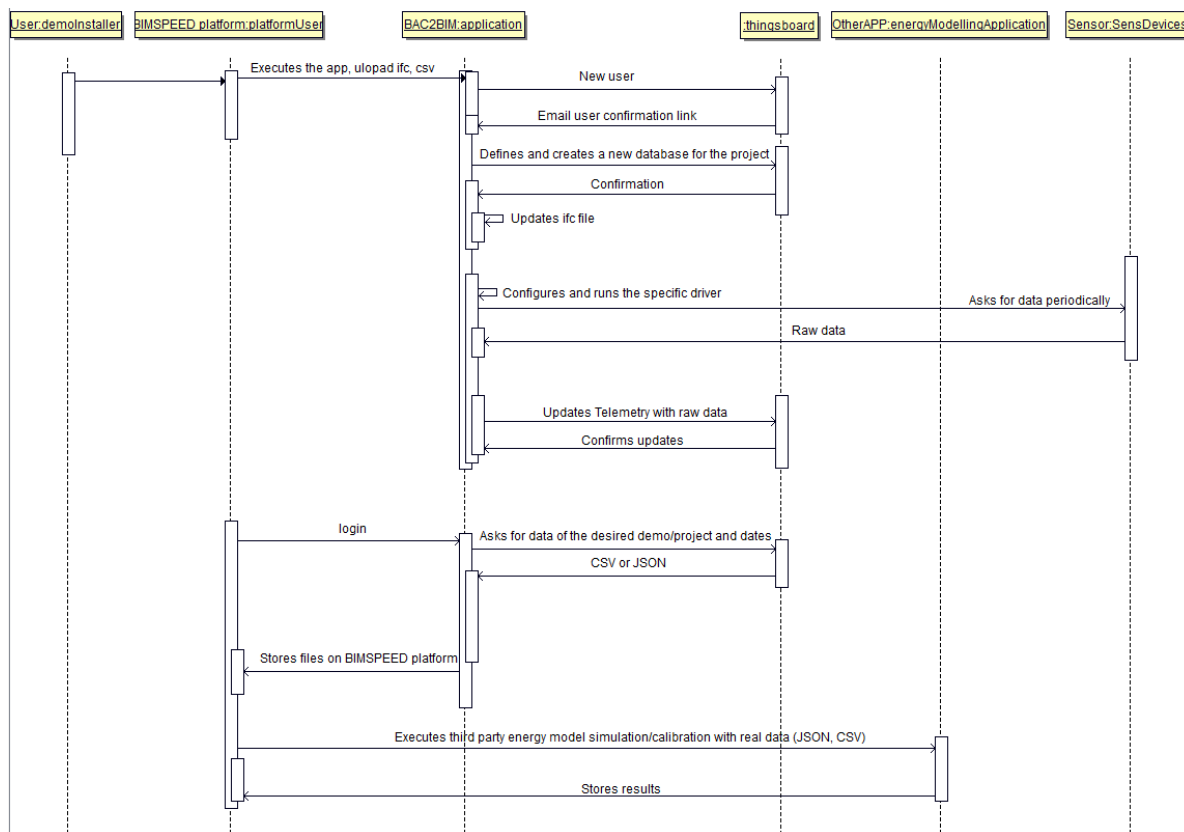 User:demoInstaller
BIMSPEED platform:platformUser
BAC2BIM:application
:thingsboard
OtherAPP:energyModellingApplication
Sensor:SensDevices
Executes the app, ulopad ifc, csv
New user
Email user confirmation link
Defines and creates a new database for the project
Confirmation
Updates ifc file
Configures and runs the specific driver
Asks for data periodically
Raw data
Updates Telemetry with raw data
Confirms updates
login
Asks for data of the desired demo/project and dates
CSV or JSON
Stores files on BIMSPEED platform
Executes third party energy model simulation/calibration with real data (JSON, CSV)
Stores results